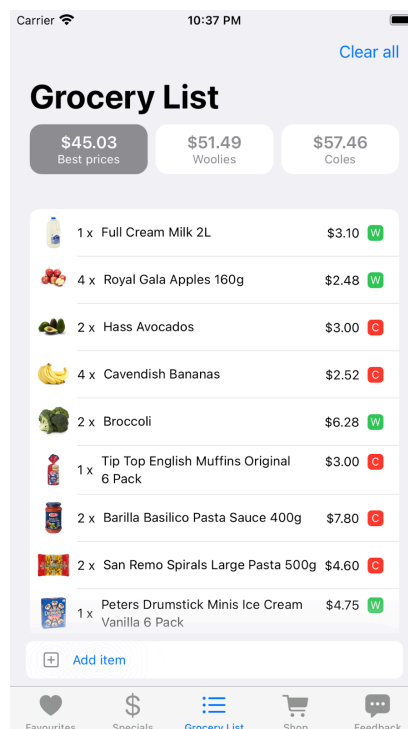 Carrier 10:37 PM
Clear all
Grocery List
$45.03 $51.49 $57.46
Best prices Woolies Coles
1 x Full Cream Milk 2L $3.10 W
4 x Royal Gala Apples 160g $2.48 W
2 x Hass Avocados $3.00 C
4 x Cavendish Bananas $2.52 C
2 x Broccoli $6.28 W
1 x Tip Top English Muffins Original $3.00 C
6 Pack
2 x Barilla Basilico Pasta Sauce 400g $7.80 C
2 x San Remo Spirals Large Pasta 500g $4.60 C
1 x Peters Drumstick Minis Ice Cream $4.75 W
Vanilla 6 Pack
Add item
Favourites Specials Grocery List Shop Feedback